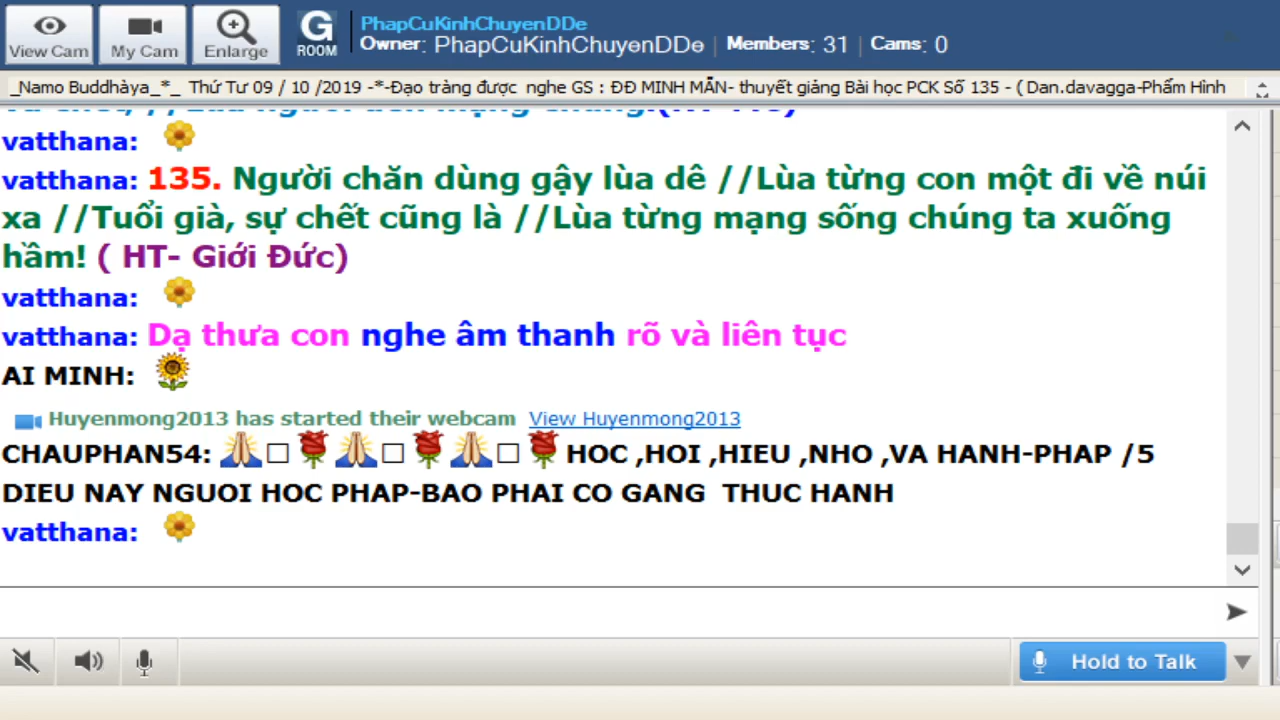 View Cam
My Cam
Enlarge
G
ROOM
PhapCuKinhChuyenDDe
Owner: PhapCuKinhChuyenDDe | Members: 31 | Cams: 0
_Namo Buddhàya_*_ Thứ Tư 09 / 10 /2019 -*-Đạo tràng được nghe GS : ĐĐ MINH MẪN- thuyết giảng Bài học PCK Số 135 - ( Dan.davagga-Phẩm Hình
vatthana:
vatthana: 135. Người chăn dùng gậy lùa dê //Lùa từng con một đi về núi
xa //Tuổi già, sự chết cũng là //Lùa từng mạng sống chúng ta xuống
hầm! ( HT- Giới Đức)
vatthana:
vatthana: Dạ thưa con nghe âm thanh rõ và liên tục
AI MINH:
Huyenmong2013 has started their webcam View Huyenmong2013
CHAUPHAN54: HOC ,HOI ,HIEU ,NHO ,VA HANH-PHAP /5
DIEU NAY NGUOI HOC PHAP-BAO PHAI CO GANG THUC HANH
vatthana:
Hold to Talk